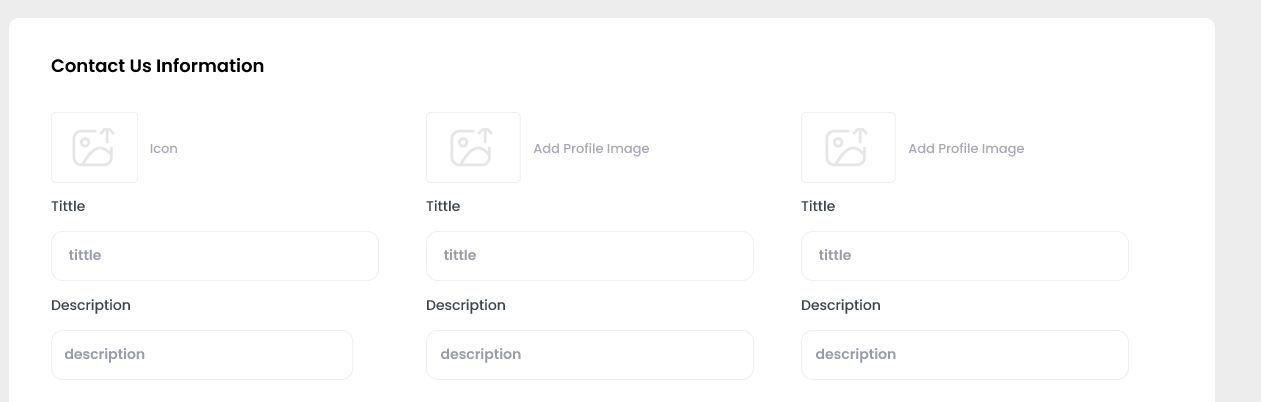 Contact Us Information
Icon Add Profile Image Add Profile Image
Tittle Tittle Tittle
tittle tittle tittle
Description Description Description
description description description